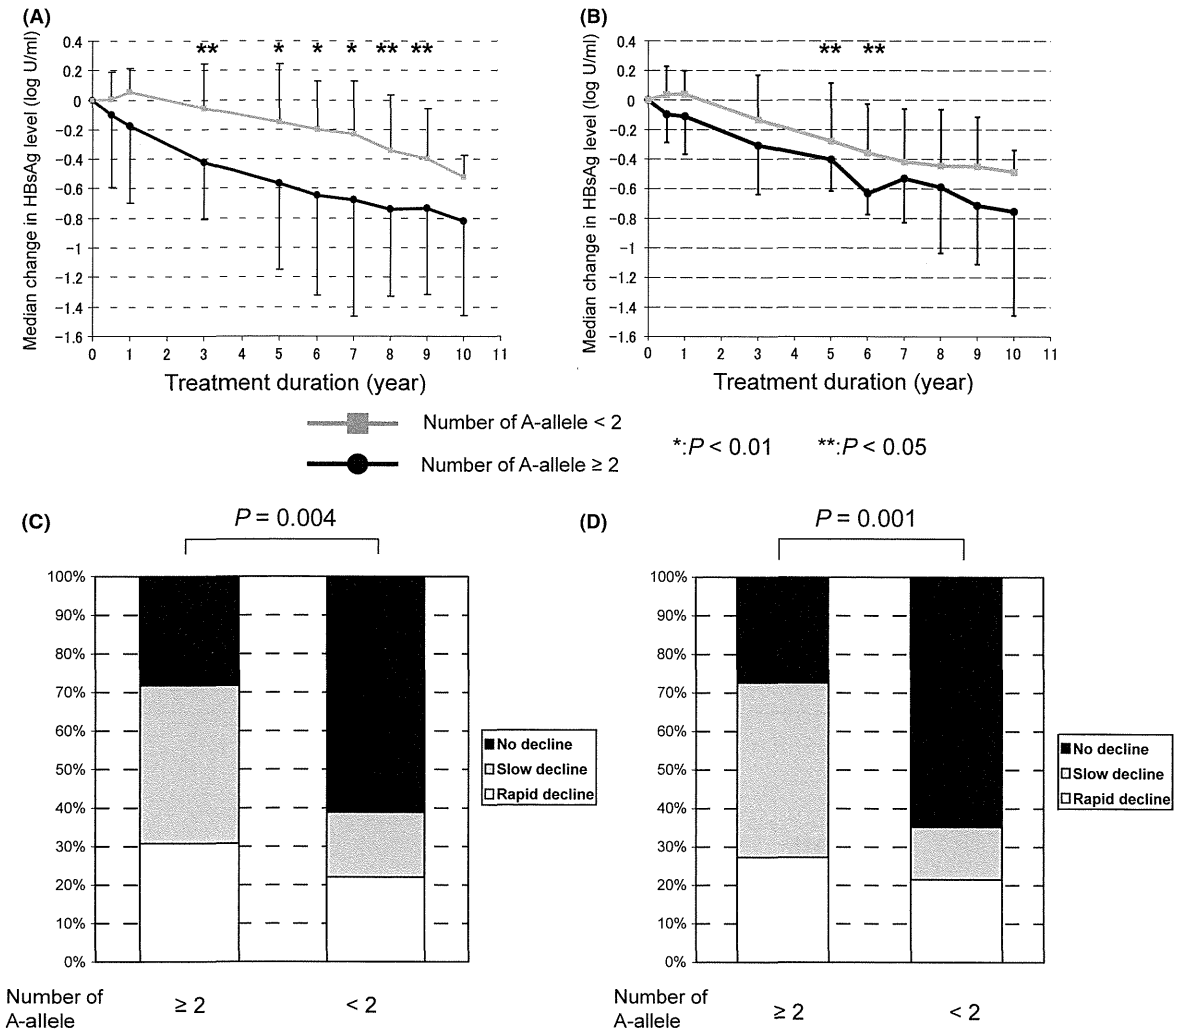 (A)
Median change in HBsAg level (log U/ml)
** * * * ** **
0.4
0.2
0
−0.2
−0.4
−0.6
−0.8
−1
−1.2
−1.4
−1.6
0 1 2 3 4 5 6 7 8 9 10 11
Treatment duration (year)
(B)
Median change in HBsAg level (log U/ml)
** **
0.4
0.2
0
−0.2
−0.4
−0.6
−0.8
−1
−1.2
−1.4
−1.6
0 1 2 3 4 5 6 7 8 9 10 11
Treatment duration (year)
Number of A-allele < 2
Number of A-allele ≥ 2
*:P < 0.01 **:P < 0.05
(C)
P = 0.004
100%
90%
80%
70%
60%
50%
40%
30%
20%
10%
0%
No decline
Slow decline
Rapid decline
Number of
A-allele
≥ 2 < 2
(D)
P = 0.001
100%
90%
80%
70%
60%
50%
40%
30%
20%
10%
0%
No decline
Slow decline
Rapid decline
Number of
A-allele
≥ 2 < 2